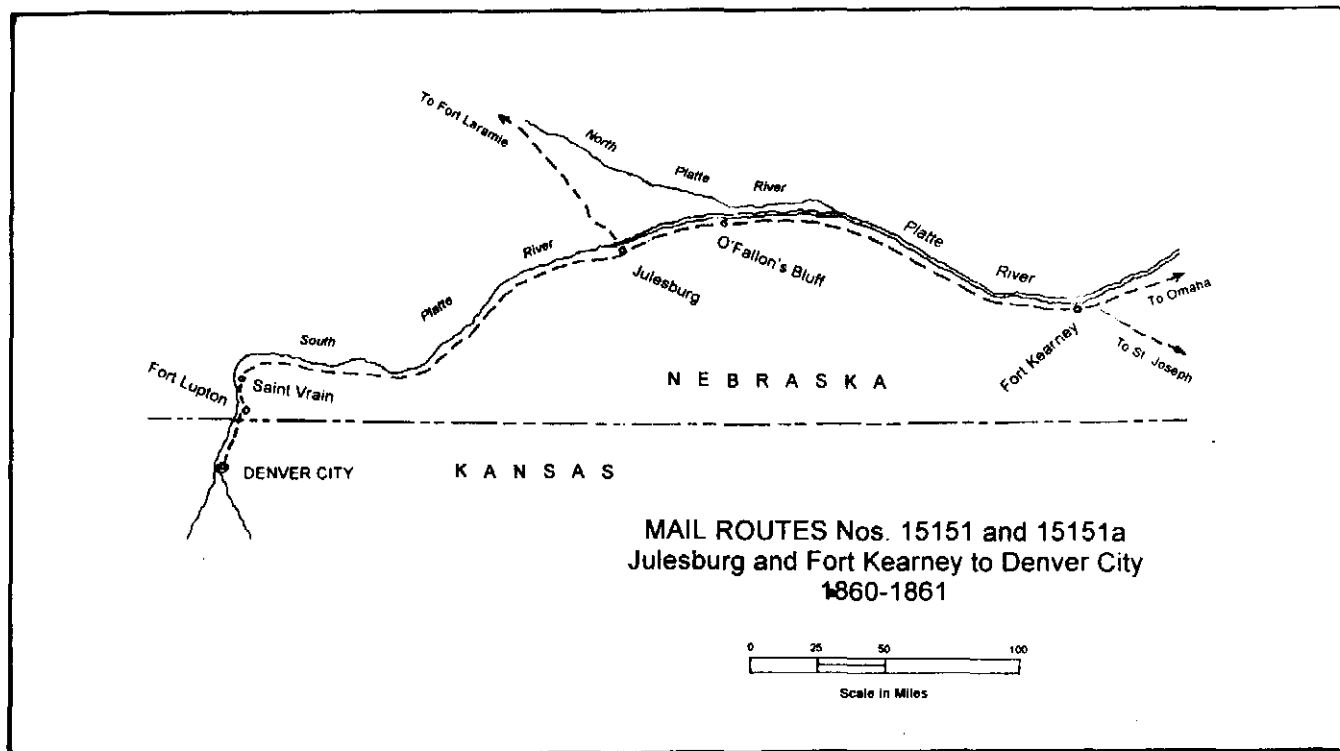 To Fort Laramie
North
Platte
River
Platte
River
River
Platte
South
Julesburg
O'Fallon's Bluff
Fort Kearney
To Omaha
To St. Joseph
Fort Lupton
Saint Vrain
N E B R A S K A
DENVER CITY
K A N S A S
MAIL ROUTES Nos. 15151 and 15151a
Julesburg and Fort Kearney to Denver City
1860-1861
0 25 50 100
Scale in Miles